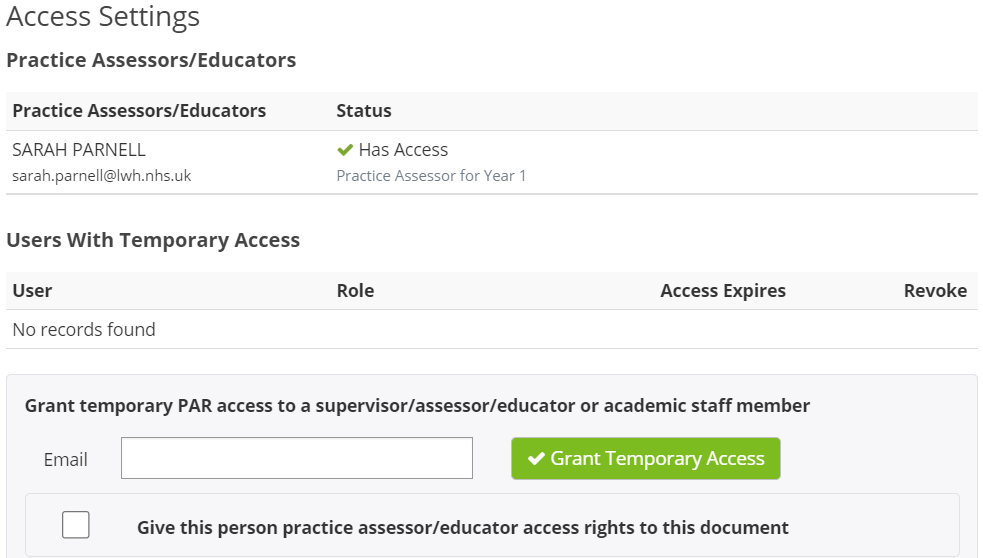 Access Settings
Practice Assessors/Educators
Practice Assessors/Educators Status
SARAH PARNELL Has Access
sarah.parnell@lwh.nhs.uk Practice Assessor for Year 1
Users With Temporary Access
User Role Access Expires Revoke
No records found
Grant temporary PAR access to a supervisor/assessor/educator or academic staff member
Email Grant Temporary Access
Give this person practice assessor/educator access rights to this document